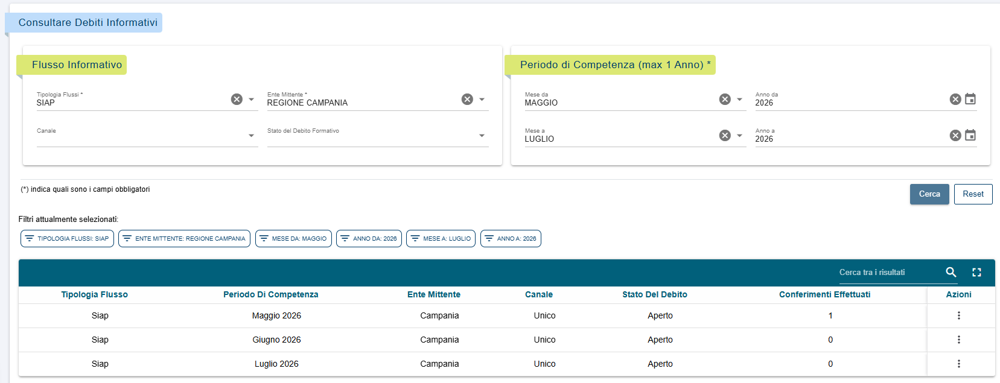 Consultare Debiti Informativi
Flusso Informativo
Tipologia Flussi *
SIAP
Ente Mittente *
REGIONE CAMPANIA
Canale
Stato del Debito Formativo
Periodo di Competenza (max 1 Anno) *
Mese da
MAGGIO
Anno da
2026
Mese a
LUGLIO
Anno a
2026
(*) indica quali sono i campi obbligatori
Cerca
Reset
Filtri attualmente selezionati:
TIPOLOGIA FLUSSI: SIAP
ENTE MITTENTE: REGIONE CAMPANIA
MESE DA: MAGGIO
ANNO DA: 2026
MESE A: LUGLIO
ANNO A: 2026
Cerca tra i risultati
Tipologia Flusso Periodo Di Competenza Ente Mittente Canale Stato Del Debito Conferimenti Effettuati Azioni
Siap Maggio 2026 Campania Unico Aperto 1
Siap Giugno 2026 Campania Unico Aperto 0
Siap Luglio 2026 Campania Unico Aperto 0